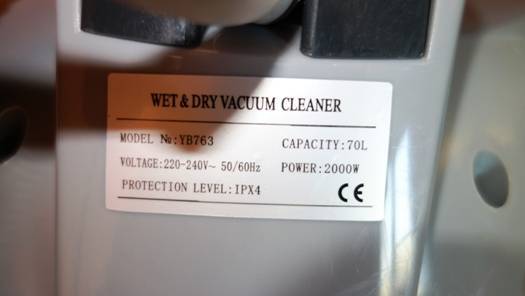 WET & DRY VACUUM CLEANER
MODEL №:YB763 CAPACITY:70L
VOLTAGE:220-240V~ 50/60Hz POWER:2000W
PROTECTION LEVEL:IPX4 CE